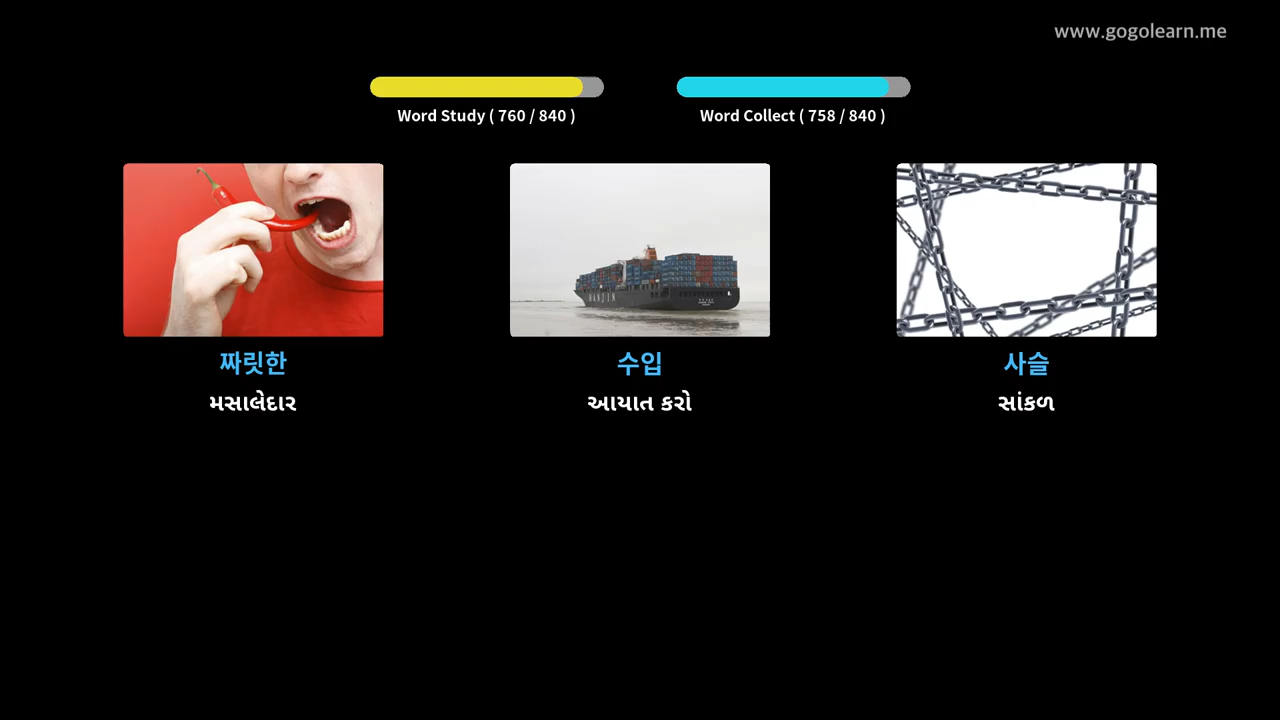 www.gogolearn.me
Word Study ( 760 / 840 )
Word Collect ( 758 / 840 )
짜릿한
수입
사슬
મસાલેદાર
આયાત કરો
સાંકળ